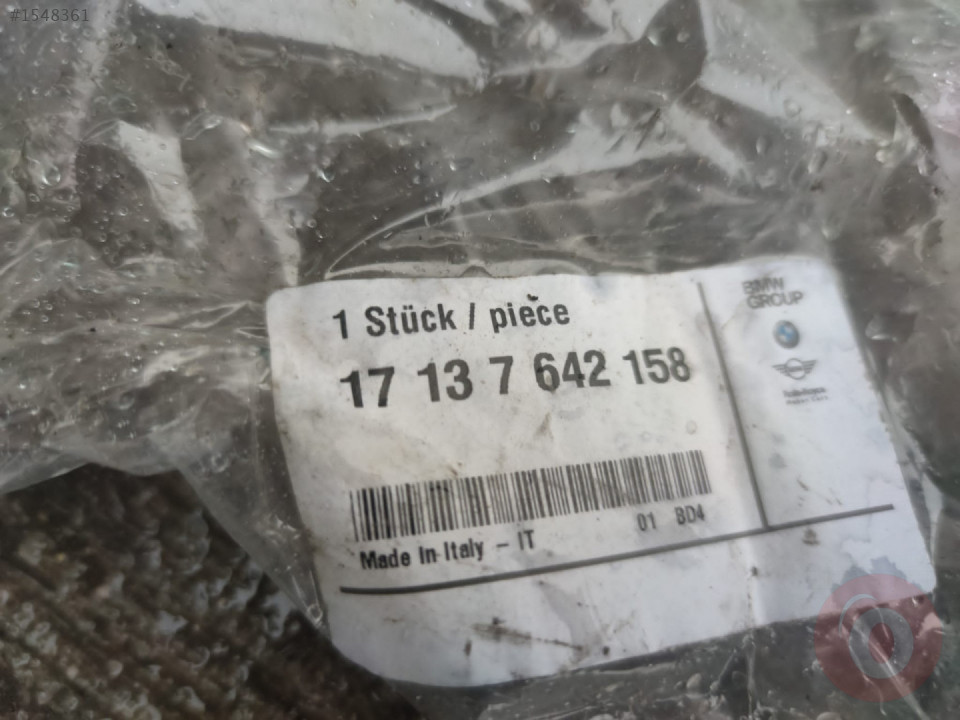 #1548361
1 Stück / piece
17 13 7 642 158
BMW
GROUP
Made In Italy - IT
01 BD4